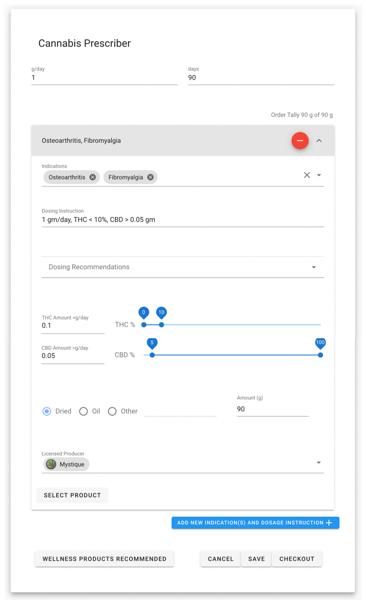 Cannabis Prescriber
g/day
days
1
90
Order Tally 90 g of 90 g
Osteoarthritis, Fibromyalgia
Indications
Osteoarthritis
Fibromyalgia
Dosing Instruction
1 gm/day, THC < 10%, CBD > 0.05 gm
Dosing Recommendations
THC Amount <g/day
0.1
THC %
0
10
CBD Amount >g/day
0.05
CBD %
5
100
Dried
Oil
Other
Amount (g)
90
Licensed Producer
Mystique
SELECT PRODUCT
ADD NEW INDICATION(S) AND DOSAGE INSTRUCTION
WELLNESS PRODUCTS RECOMMENDED
CANCEL
SAVE
CHECKOUT